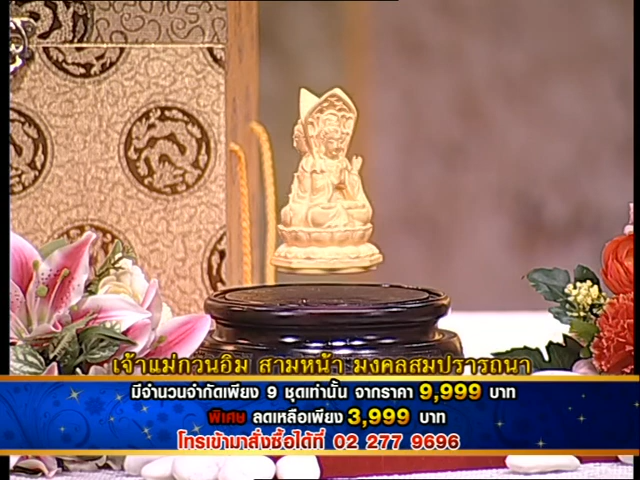 เจ้าแม่กวนอิม สามหน้า มงคลสมปรารถนา
มีจำนวนจำกัดเพียง 9 ชุดเท่านั้น จากราคา 9,999 บาท
พิเศษ ลดเหลือเพียง 3,999 บาท
โทรเข้ามาสั่งซื้อได้ที่ 02 277 9696